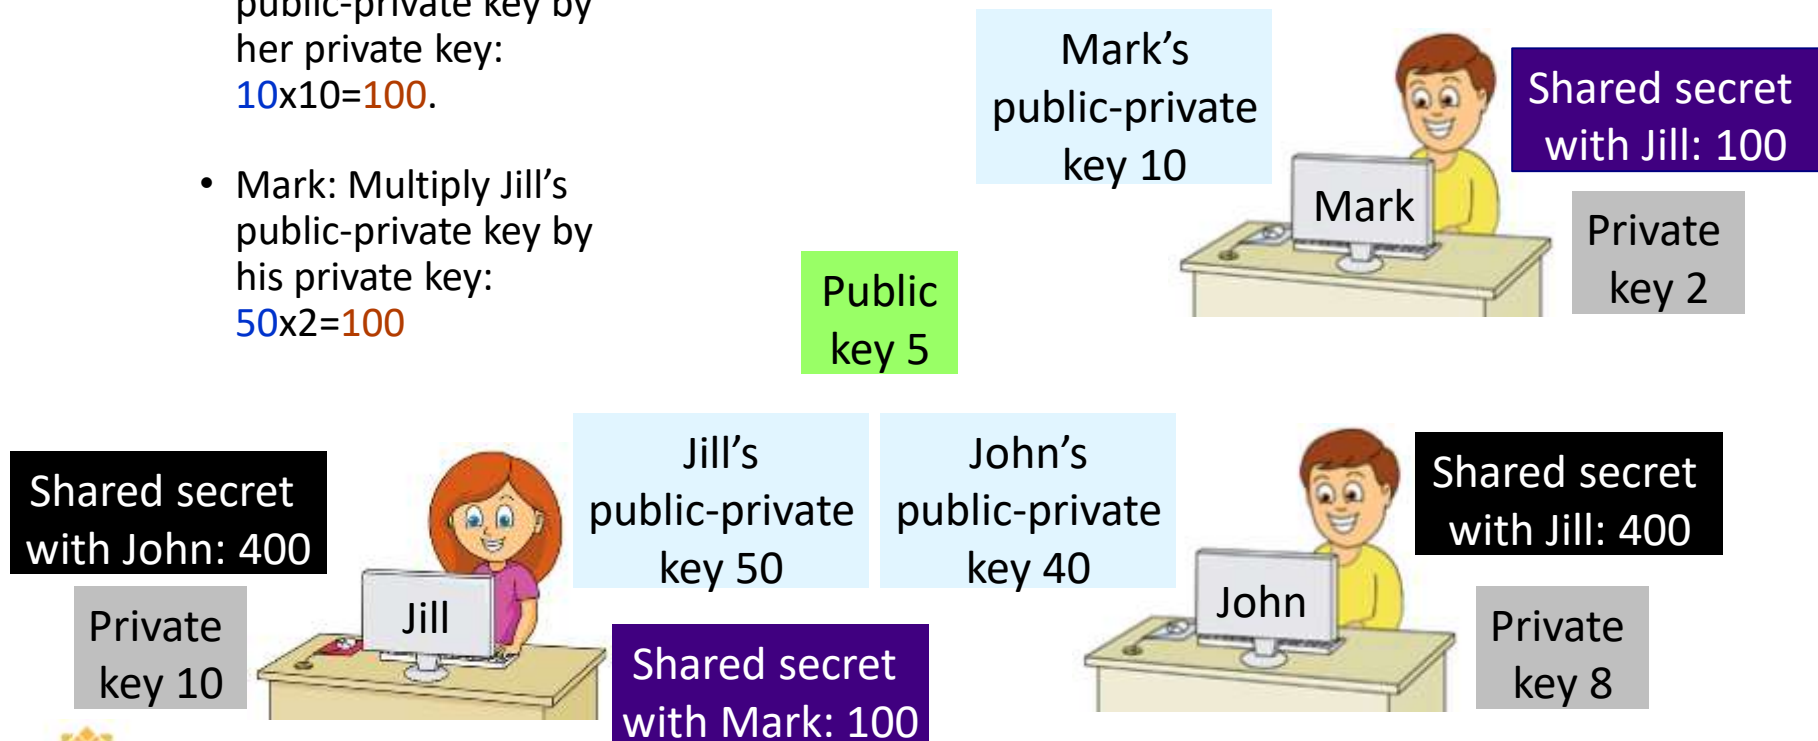 public-private key by
her private key:
10x10=100.
• Mark: Multiply Jill’s
public-private key by
his private key:
50x2=100
Mark’s
public-private
key 10
Shared secret
with Jill: 100
Mark
Private
key 2
Public
key 5
Shared secret
with John: 400
Private
key 10
Jill
Jill’s
public-private
key 50
Shared secret
with Mark: 100
John’s
public-private
key 40
John
Shared secret
with Jill: 400
Private
key 8